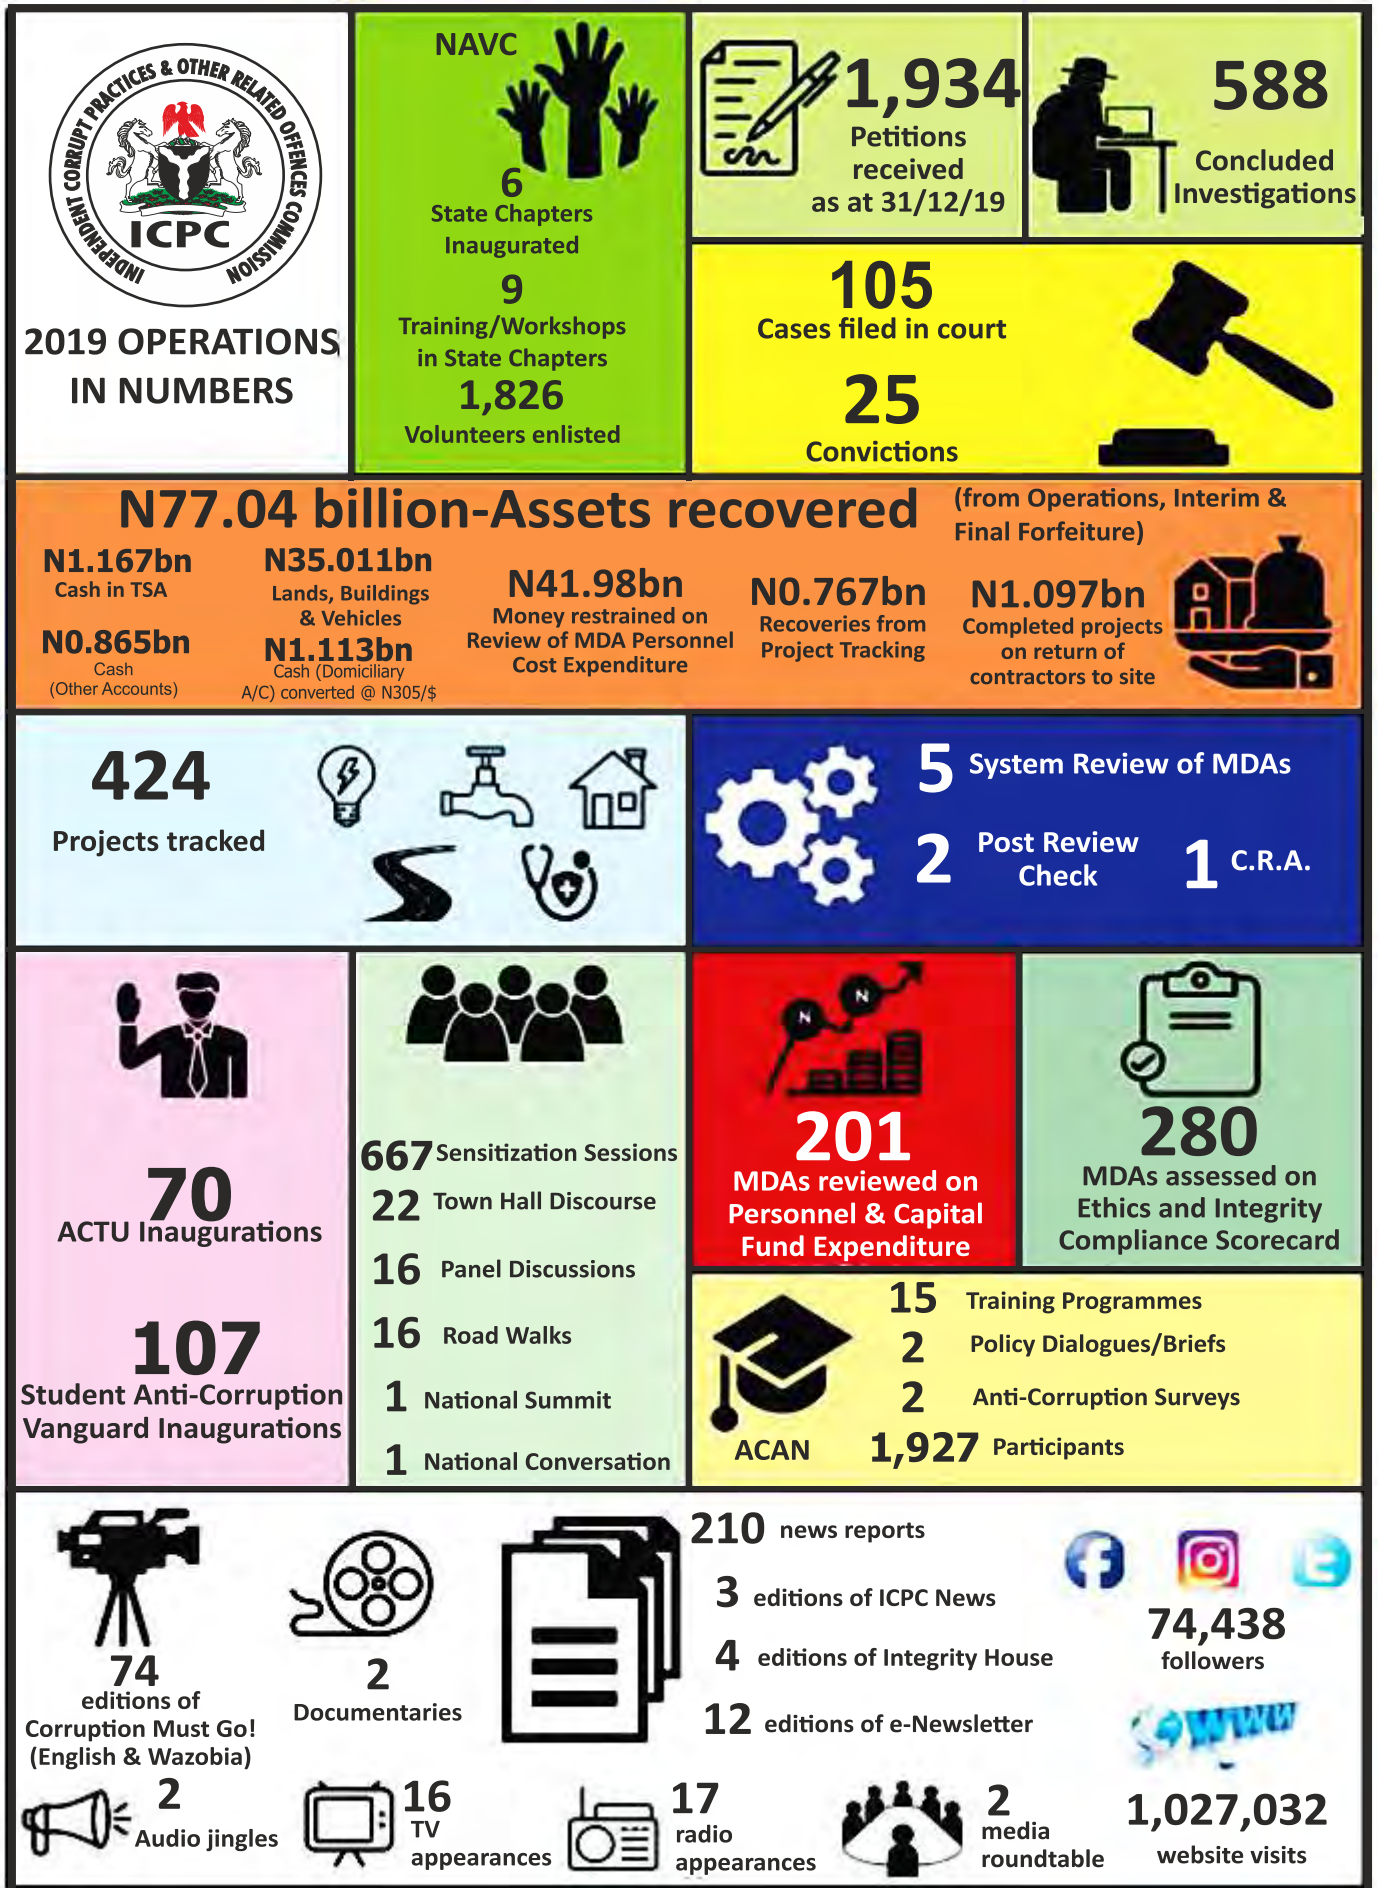 INDEPENDENT CORRUPT PRACTICES & OTHER RELATED OFFENCES COMMISSION
ICPC
2019 OPERATIONS
IN NUMBERS
NAVC
6
State Chapters
Inaugurated
9
Training/Workshops
in State Chapters
1,826
Volunteers enlisted
1,934
Petitions
received
as at 31/12/19
588
Concluded
Investigations
105
Cases filed in court
25
Convictions
N77.04 billion-Assets recovered
(from Operations, Interim &
Final Forfeiture)
N1.167bn
Cash in TSA
N0.865bn
Cash
(Other Accounts)
N35.011bn
Lands, Buildings
& Vehicles
N1.113bn
Cash (Domiciliary
A/C) converted @ N305/$
N41.98bn
Money restrained on
Review of MDA Personnel
Cost Expenditure
N0.767bn
Recoveries from
Project Tracking
N1.097bn
Completed projects
on return of
contractors to site
424
Projects tracked
5 System Review of MDAs
2 Post Review
Check
1 C.R.A.
70
ACTU Inaugurations
107
Student Anti-Corruption
Vanguard Inaugurations
667 Sensitization Sessions
22 Town Hall Discourse
16 Panel Discussions
16 Road Walks
1 National Summit
1 National Conversation
N
N
201
MDAs reviewed on
Personnel & Capital
Fund Expenditure
280
MDAs assessed on
Ethics and Integrity
Compliance Scorecard
ACAN
15 Training Programmes
2 Policy Dialogues/Briefs
2 Anti-Corruption Surveys
1,927 Participants
74
editions of
Corruption Must Go!
(English & Wazobia)
2
Documentaries
210 news reports
3 editions of ICPC News
4 editions of Integrity House
12 editions of e-Newsletter
74,438
followers
www
1,027,032
website visits
2
Audio jingles
16
TV
appearances
17
radio
appearances
2
media
roundtable